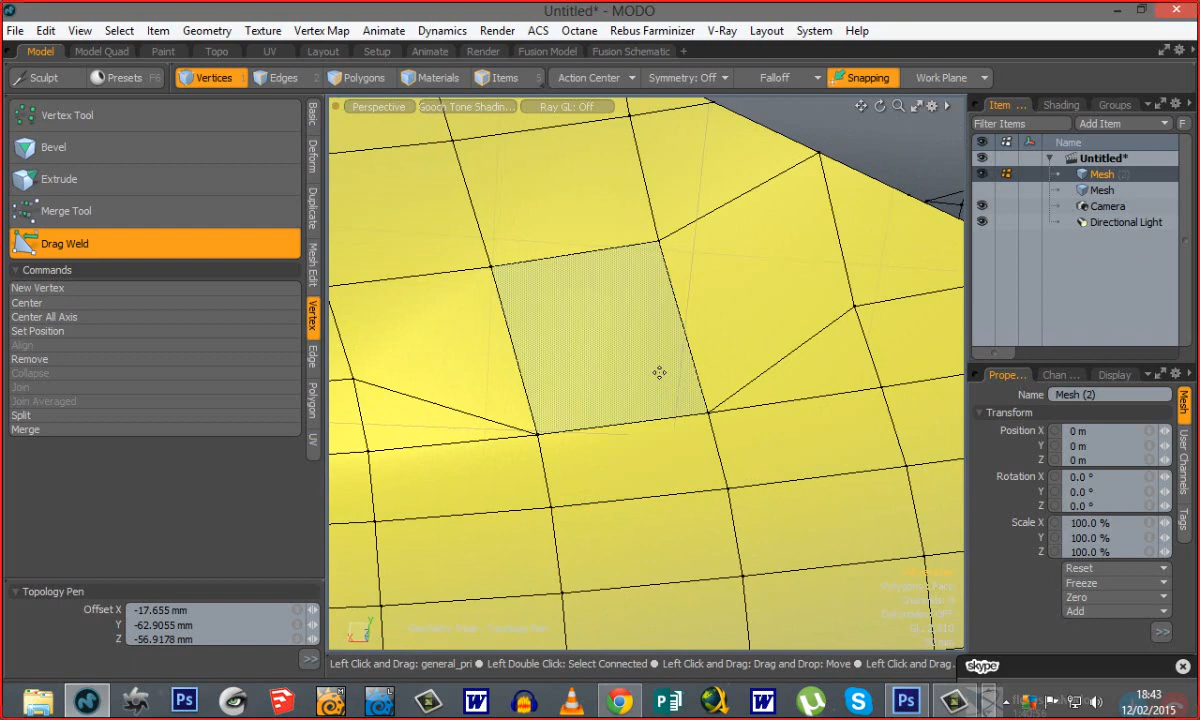 Untitled* - MODO
File Edit View Select Item Geometry Texture Vertex Map Animate Dynamics Render ACS Octane Rebus Farminizer V-Ray Layout System Help
Model Model Quad Paint Topo UV Layout Setup Animate Render Fusion Model Fusion Schematic +
Sculpt Presets F6 Vertices 1 Edges 2 Polygons Materials Items 5 Action Center Symmetry: Off Falloff Snapping Work Plane
Vertex Tool
Bevel
Extrude
Merge Tool
Drag Weld
Commands
New Vertex
Center
Center All Axis
Set Position
Align
Remove
Collapse
Join
Join Averaged
Split
Merge
Basic
Deform
Duplicate
Mesh Edit
Vertex
Edge
Polygon
UV
Topology Pen
Offset X -17.655 mm
Y -62.9055 mm
Z -56.9178 mm
>>
Perspective Gooch Tone Shadin... Ray GL: Off
Left Click and Drag: general_pri ● Left Double Click: Select Connected ● Left Click and Drag: Drag and Drop: Move ● Left Click and Drag
Item ... Shading Groups
Filter Items Add Item F
Name
Untitled*
Mesh (2)
Mesh
Camera
Directional Light
Prope... Chan ... Display
Name Mesh (2)
Transform
Position X 0 m
Y 0 m
Z 0 m
Rotation X 0.0 °
Y 0.0 °
Z 0.0 °
Scale X 100.0 %
Y 100.0 %
Z 100.0 %
Reset
Freeze
Zero
Add
>>
Mesh
User Channels
Tags
skype
18:43
12/02/2015